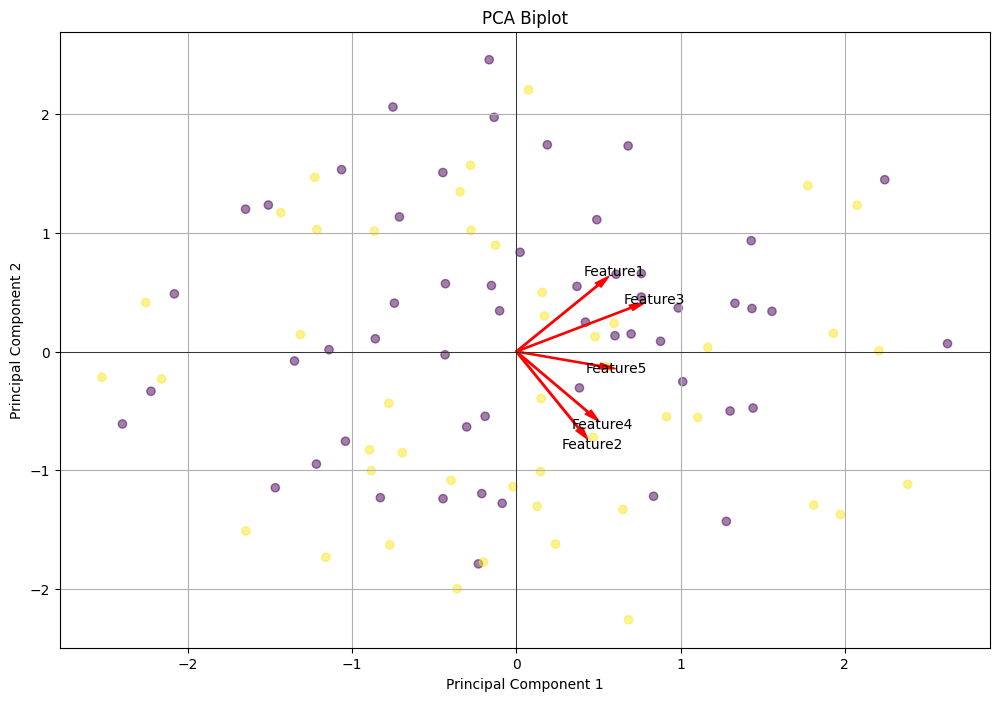 PCA Biplot
Principal Component 2
2
1
0
−1
−2
Feature1
Feature3
Feature5
Feature4
Feature2
−2
−1
0
1
2
Principal Component 1